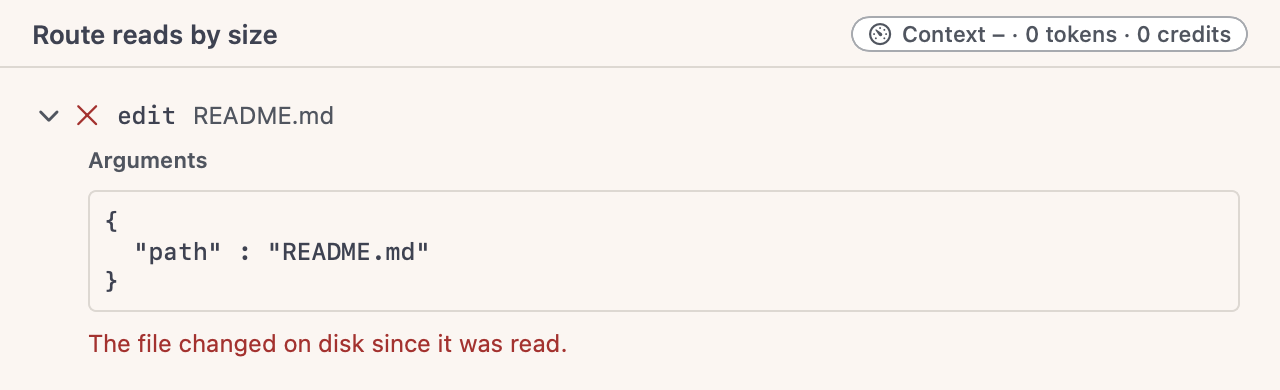 Route reads by size
Context – · 0 tokens · 0 credits
edit README.md
Arguments
{
  "path" : "README.md"
}
The file changed on disk since it was read.